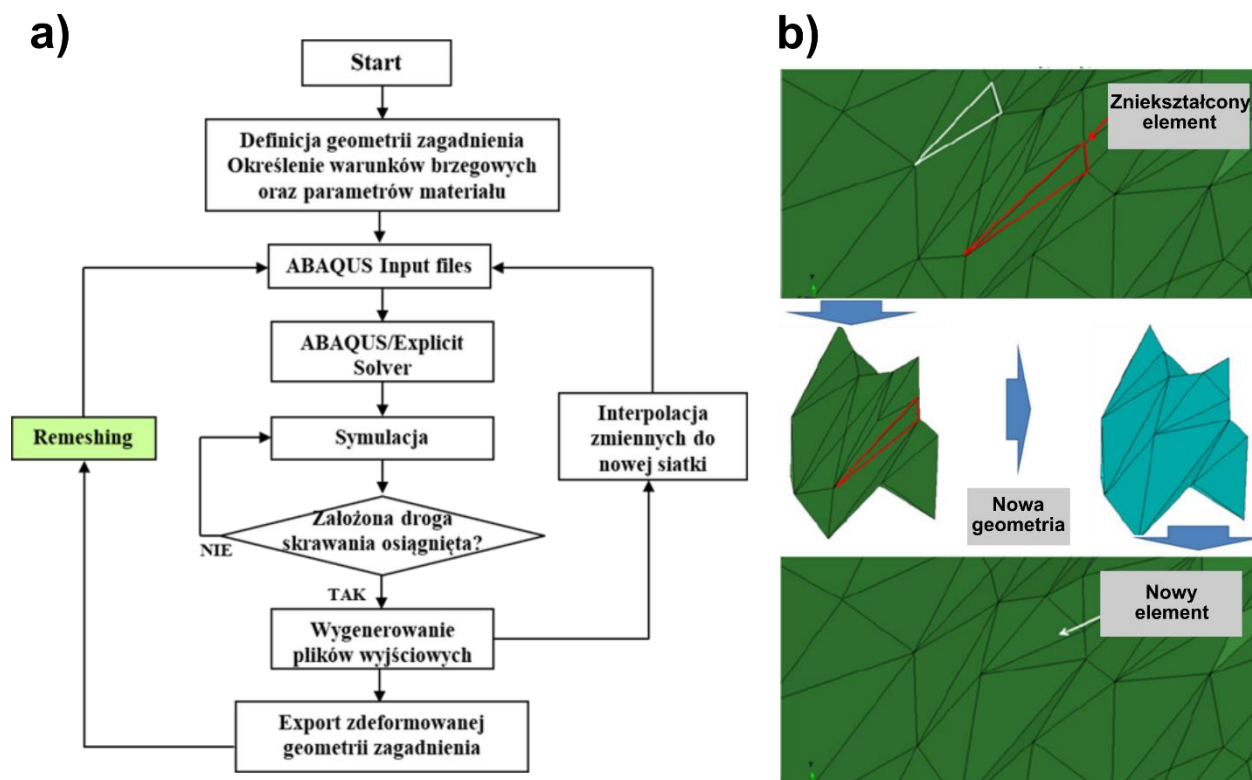 a)
Start
Definicja geometrii zagadnienia
Określenie warunków brzegowych
oraz parametrów materiału
ABAQUS Input files
ABAQUS/Explicit
Solver
Remeshing
Symulacja
Interpolacja
zmiennych do
nowej siatki
Założona droga
skrawania osiągnięta?
NIE
TAK
Wygenerowanie
plików wyjściowych
Export zdeformowanej
geometrii zagadnienia
b)
Zniekształcony
element
Nowa
geometria
Nowy
element